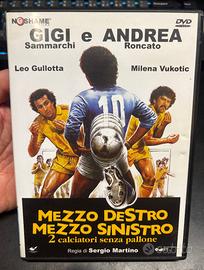 NOSHAME
DVD
GIGI e ANDREA
Sammarchi Roncato
Leo Gullotta Milena Vukotic
10
MEZZO DESTRO
MEZZO SINISTRO
2 calciatori senza pallone
Regia di Sergio Martino
subito